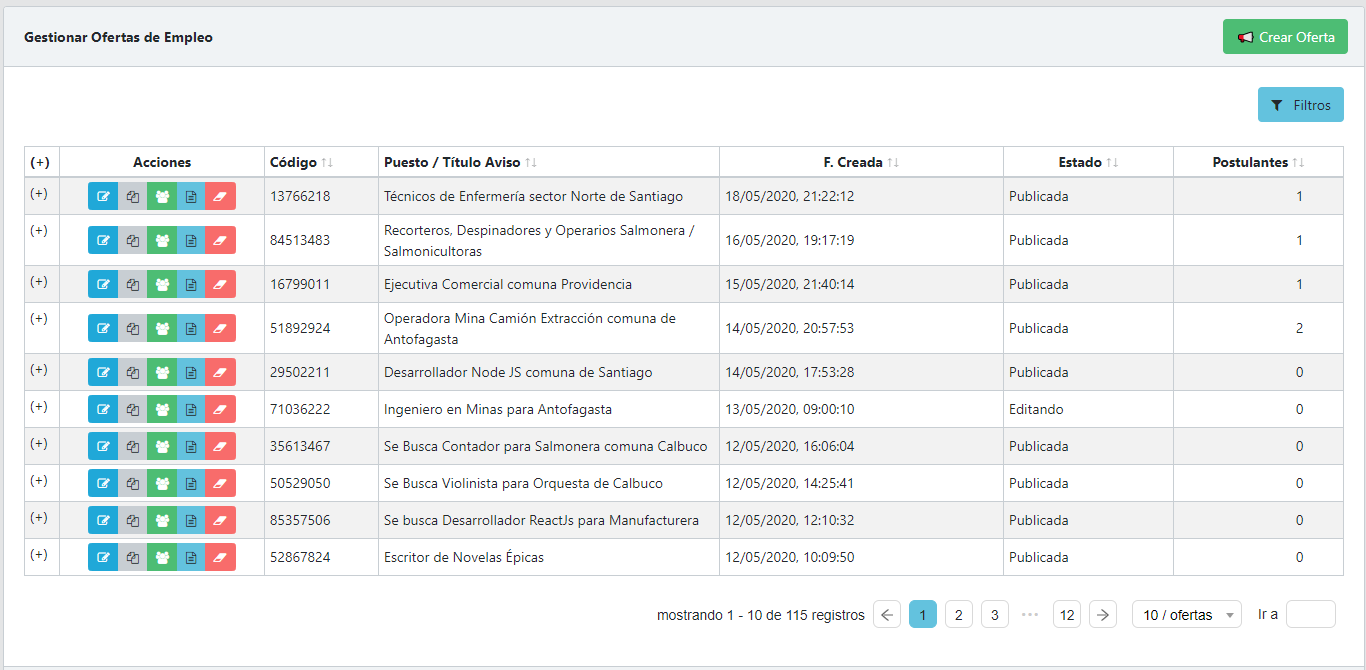 Gestionar Ofertas de Empleo
Crear Oferta
Filtros
(+) Acciones Código ↑↓ Puesto / Título Aviso ↑↓ F. Creada ↑↓ Estado ↑↓ Postulantes ↑↓
(+) 13766218 Técnicos de Enfermería sector Norte de Santiago 18/05/2020, 21:22:12 Publicada 1
(+) 84513483 Recorteros, Despinadores y Operarios Salmonera /
Salmonicultoras 16/05/2020, 19:17:19 Publicada 1
(+) 16799011 Ejecutiva Comercial comuna Providencia 15/05/2020, 21:40:14 Publicada 1
(+) 51892924 Operadora Mina Camión Extracción comuna de
Antofagasta 14/05/2020, 20:57:53 Publicada 2
(+) 29502211 Desarrollador Node JS comuna de Santiago 14/05/2020, 17:53:28 Publicada 0
(+) 71036222 Ingeniero en Minas para Antofagasta 13/05/2020, 09:00:10 Editando 0
(+) 35613467 Se Busca Contador para Salmonera comuna Calbuco 12/05/2020, 16:06:04 Publicada 0
(+) 50529050 Se Busca Violinista para Orquesta de Calbuco 12/05/2020, 14:25:41 Publicada 0
(+) 85357506 Se busca Desarrollador ReactJs para Manufacturera 12/05/2020, 12:10:32 Publicada 0
(+) 52867824 Escritor de Novelas Épicas 12/05/2020, 10:09:50 Publicada 0
mostrando 1 - 10 de 115 registros ← 1 2 3 ••• 12 → 10 / ofertas Ir a